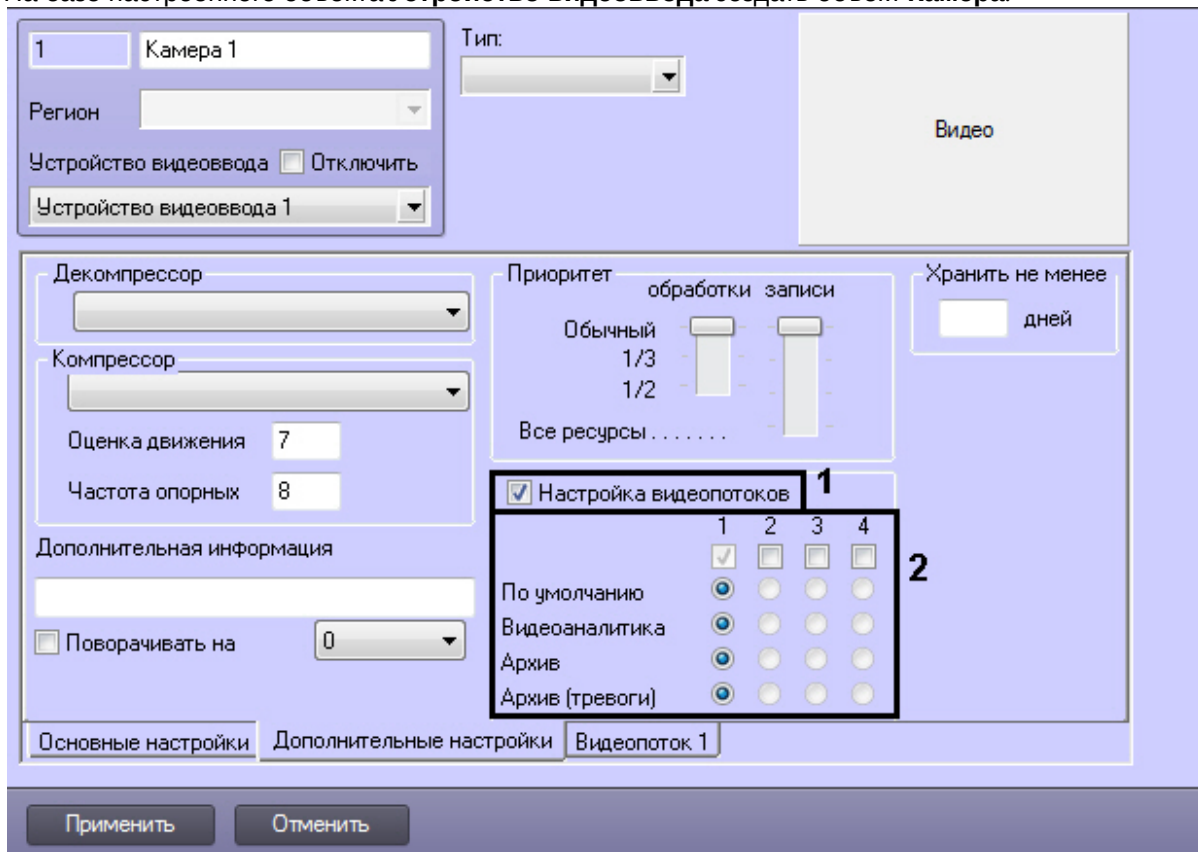 1 Камера 1
Тип:
Регион
Видео
Устройство видеоввода Отключить
Устройство видеоввода 1
Декомпрессор
Компрессор
Оценка движения 7
Частота опорных 8
Дополнительная информация
Поворачивать на 0
Приоритет
обработки записи
Обычный
1/3
1/2
Все ресурсы . . . . . . .
Хранить не менее
дней
Настройка видеопотоков 1
1 2 3 4
2
По умолчанию
Видеоаналитика
Архив
Архив (тревоги)
Основные настройки Дополнительные настройки Видеопоток 1
Применить Отменить